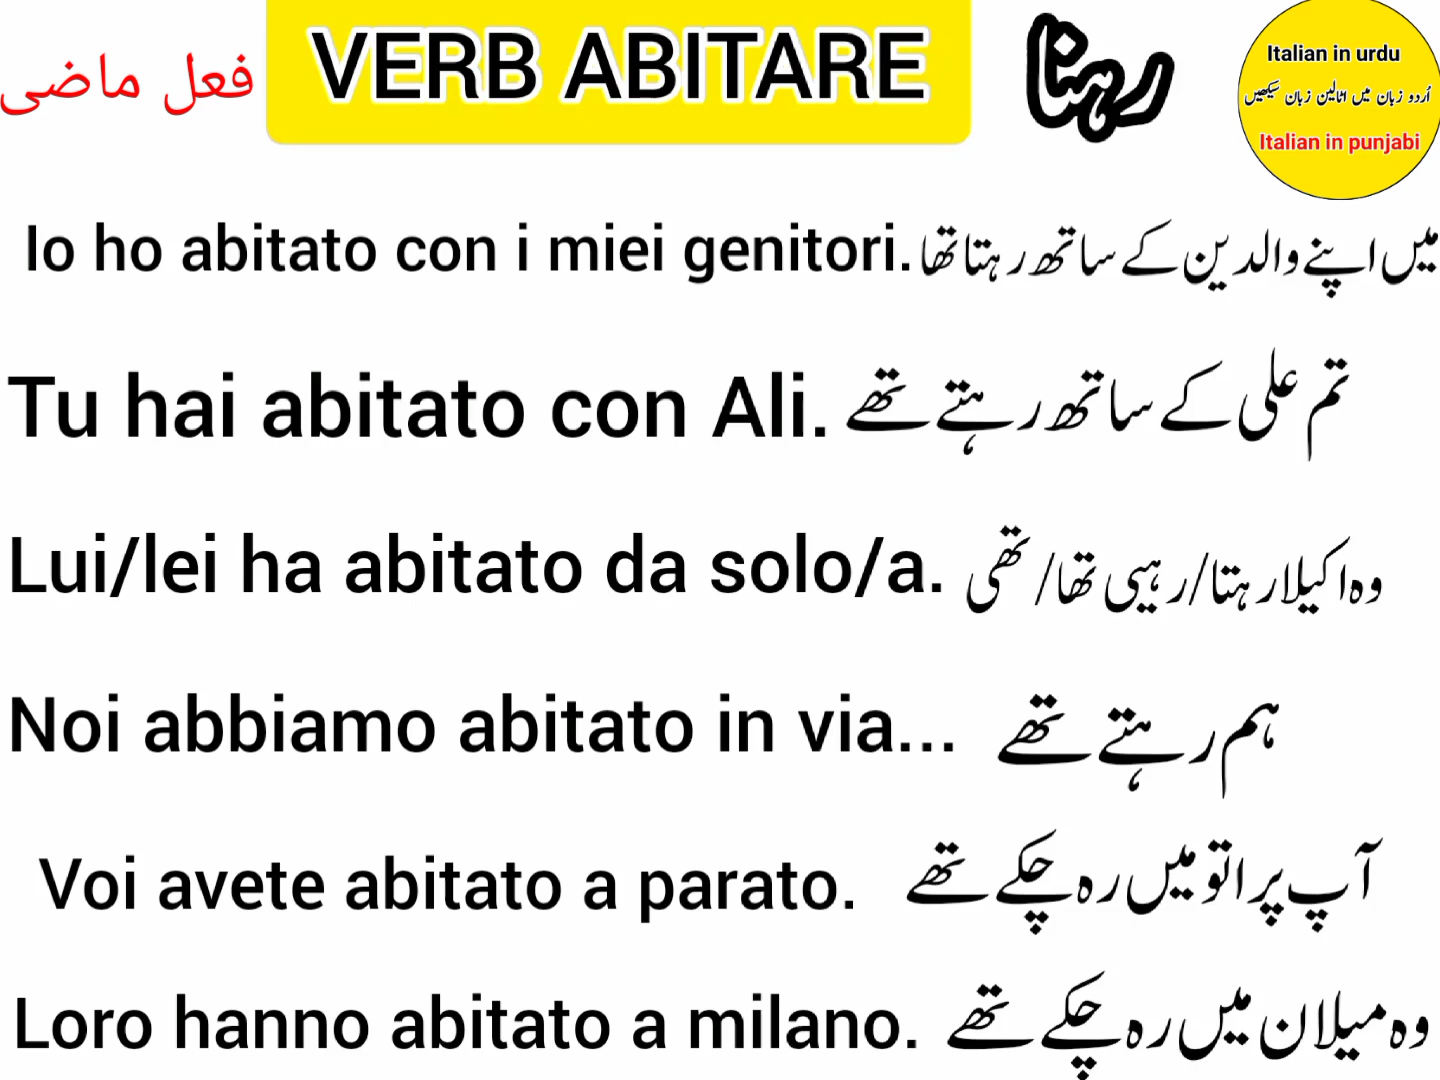 فعل ماضی
VERB ABITARE
رہنا
Italian in urdu
اُردو زبان میں اٹالین زبان سیکھیں
Italian in punjabi
Io ho abitato con i miei genitori. میں اپنے والدین کے ساتھ رہتا تھا
Tu hai abitato con Ali. تم علی کے ساتھ رہتے تھے
Lui/lei ha abitato da solo/a. وہ اکیلا رہتا/رہیی تھا/تھی
Noi abbiamo abitato in via... ہم رہتے تھے
Voi avete abitato a parato. آپ پراتو میں رہ چکے تھے
Loro hanno abitato a milano. وہ میلان میں رہ چکے تھے